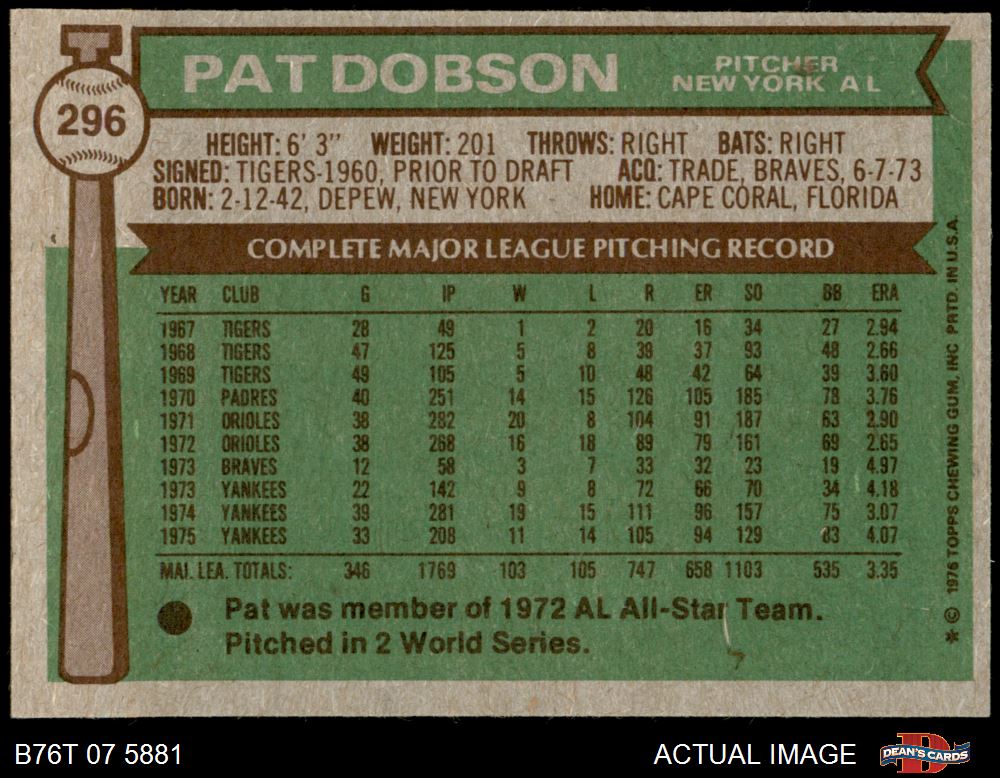 296
PAT DOBSON
PITCHER
NEW YORK A L
HEIGHT: 6' 3" WEIGHT: 201 THROWS: RIGHT BATS: RIGHT
SIGNED: TIGERS-1960, PRIOR TO DRAFT ACQ: TRADE, BRAVES, 6-7-73
BORN: 2-12-42, DEPEW, NEW YORK HOME: CAPE CORAL, FLORIDA
COMPLETE MAJOR LEAGUE PITCHING RECORD
YEAR CLUB G IP W L R ER SO BB ERA
1967 TIGERS 28 49 1 2 20 16 34 27 2.94
1968 TIGERS 47 125 5 8 39 37 93 48 2.66
1969 TIGERS 49 105 5 10 48 42 64 39 3.60
1970 PADRES 40 251 14 15 126 105 185 78 3.76
1971 ORIOLES 38 282 20 8 104 91 187 63 2.90
1972 ORIOLES 38 268 16 18 89 79 161 69 2.65
1973 BRAVES 12 58 3 7 33 32 23 19 4.97
1973 YANKEES 22 142 9 8 72 66 70 34 4.18
1974 YANKEES 39 281 19 15 111 96 157 75 3.07
1975 YANKEES 33 208 11 14 105 94 129 83 4.07
MAJ. LEA. TOTALS: 346 1769 103 105 747 658 1103 535 3.35
Pat was member of 1972 AL All-Star Team.
Pitched in 2 World Series.
* © 1976 TOPPS CHEWING GUM, INC PRTD. IN U.S.A.
B76T 07 5881
ACTUAL IMAGE
D
DEAN'S CARDS